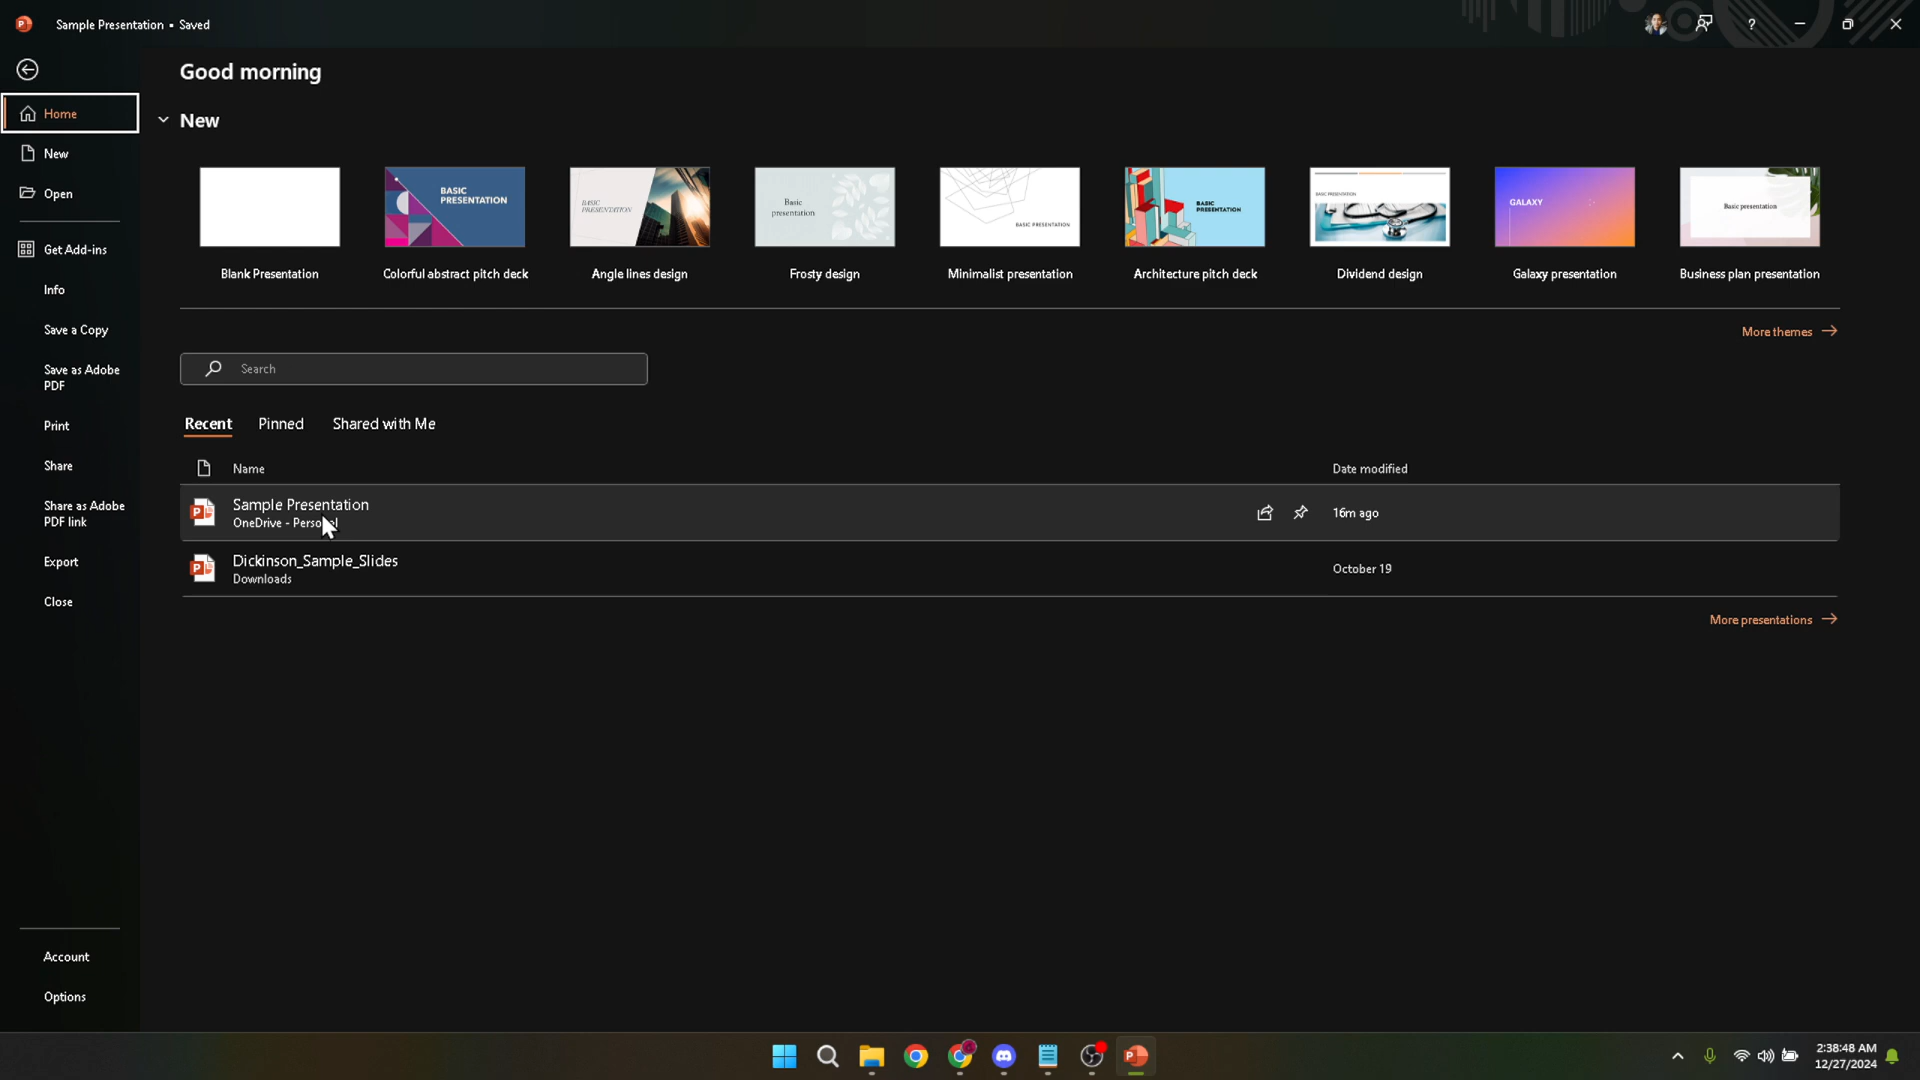 Sample Presentation • Saved
Good morning
Home
New
Open
Get Add-ins
Info
Save a Copy
Save as Adobe
PDF
Print
Share
Share as Adobe
PDF link
Export
Close
Account
Options
New
BASIC
PRESENTATION
BASIC
PRESENTATION
Basic
presentation
BASIC PRESENTATION
BASIC
PRESENTATION
BASIC PRESENTATION
GALAXY
Basic presentation
Blank Presentation
Colorful abstract pitch deck
Angle lines design
Frosty design
Minimalist presentation
Architecture pitch deck
Dividend design
Galaxy presentation
Business plan presentation
More themes
Search
Recent Pinned Shared with Me
Name Date modified
Sample Presentation
OneDrive - Personal
16m ago
Dickinson_Sample_Slides
Downloads
October 19
More presentations
2:38:48 AM
12/27/2024